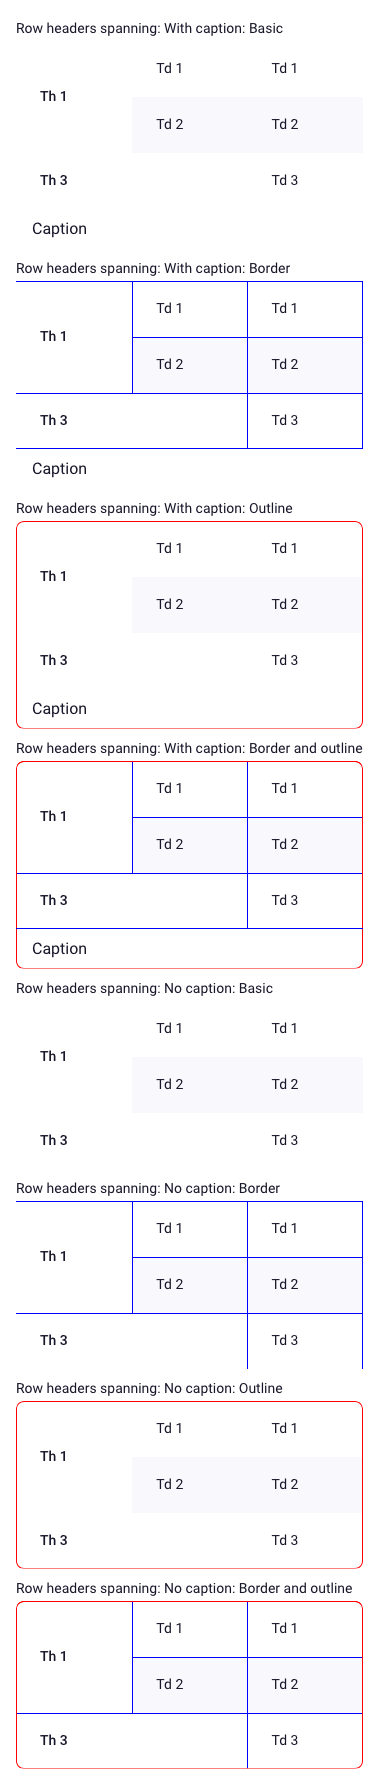 Row headers spanning: With caption: Basic
Th 1 Td 1 Td 1
Td 2 Td 2
Th 3 Td 3
Caption
Row headers spanning: With caption: Border
Th 1 Td 1 Td 1
Td 2 Td 2
Th 3 Td 3
Caption
Row headers spanning: With caption: Outline
Th 1 Td 1 Td 1
Td 2 Td 2
Th 3 Td 3
Caption
Row headers spanning: With caption: Border and outline
Th 1 Td 1 Td 1
Td 2 Td 2
Th 3 Td 3
Caption
Row headers spanning: No caption: Basic
Th 1 Td 1 Td 1
Td 2 Td 2
Th 3 Td 3
Row headers spanning: No caption: Border
Th 1 Td 1 Td 1
Td 2 Td 2
Th 3 Td 3
Row headers spanning: No caption: Outline
Th 1 Td 1 Td 1
Td 2 Td 2
Th 3 Td 3
Row headers spanning: No caption: Border and outline
Th 1 Td 1 Td 1
Td 2 Td 2
Th 3 Td 3